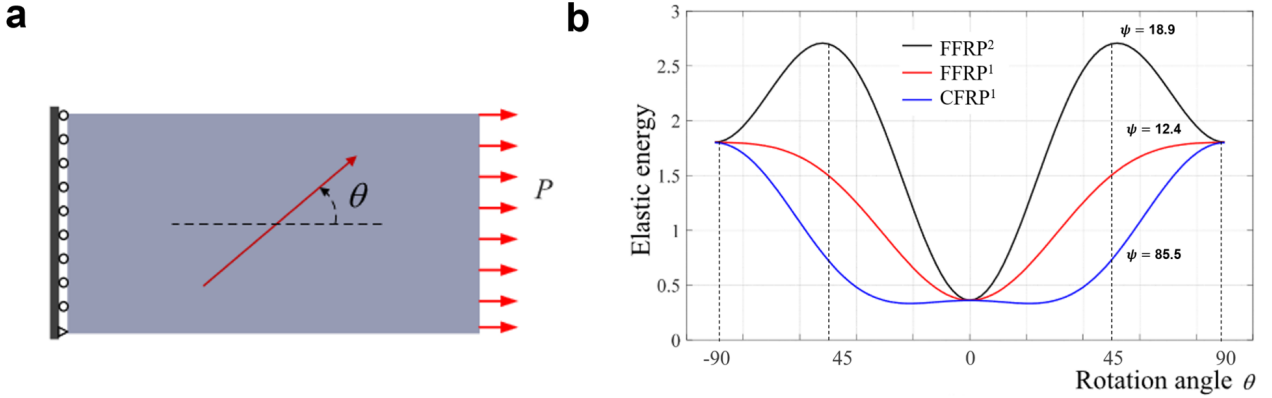 a
θ
P
b
3
2.5
2
1.5
1
0.5
0
Elastic energy
FFRP²
FFRP¹
CFRP¹
ψ = 18.9
ψ = 12.4
ψ = 85.5
-90 45 0 45 90
Rotation angle θ